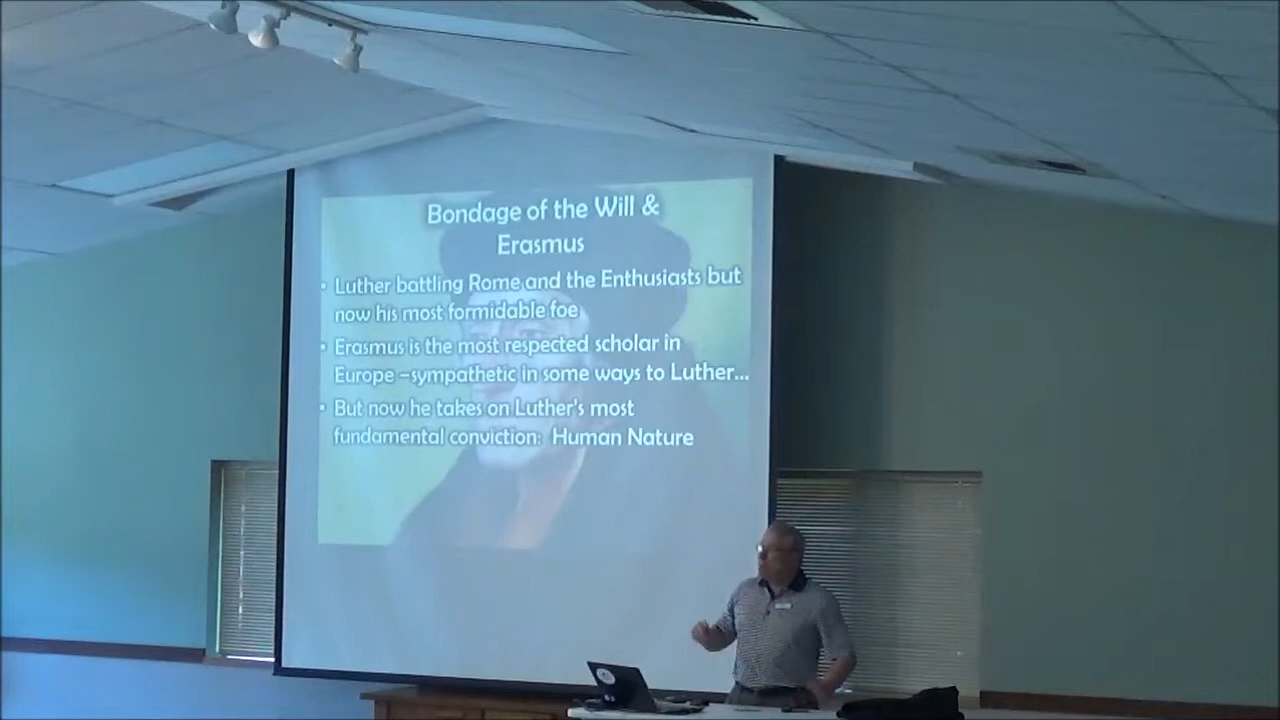 Bondage of the Will &
Erasmus
• Luther battling Rome and the Enthusiasts but
now his most formidable foe
• Erasmus is the most respected scholar in
Europe –sympathetic in some ways to Luther...
• But now he takes on Luther's most
fundamental conviction: Human Nature